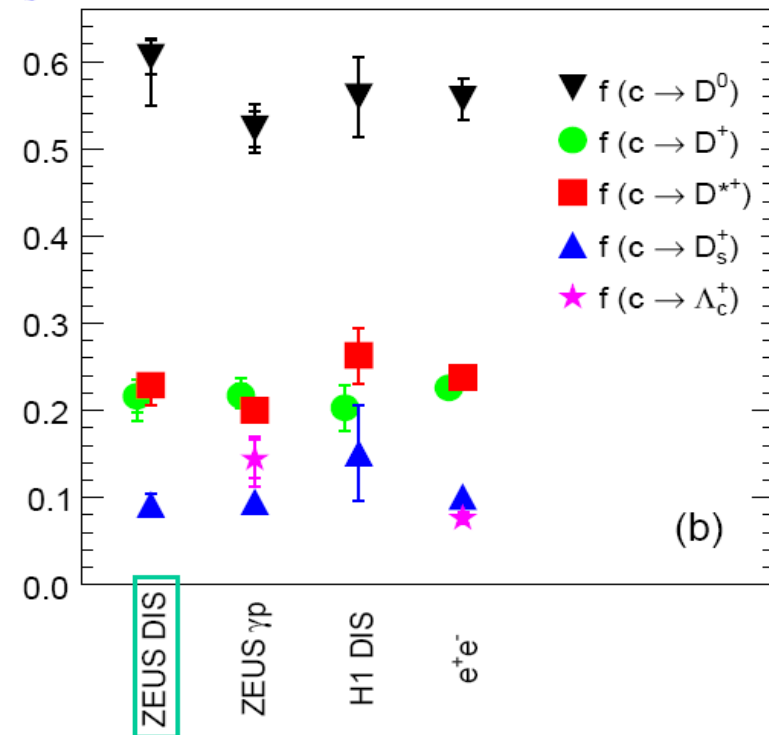 0.6
0.5
0.4
0.3
0.2
0.1
0.0
f (c → D⁰)
f (c → D⁺)
f (c → D*⁺)
f (c → Dₛ⁺)
f (c → Λ꜀⁺)
(b)
ZEUS DIS
ZEUS γp
H1 DIS
e⁺e⁻